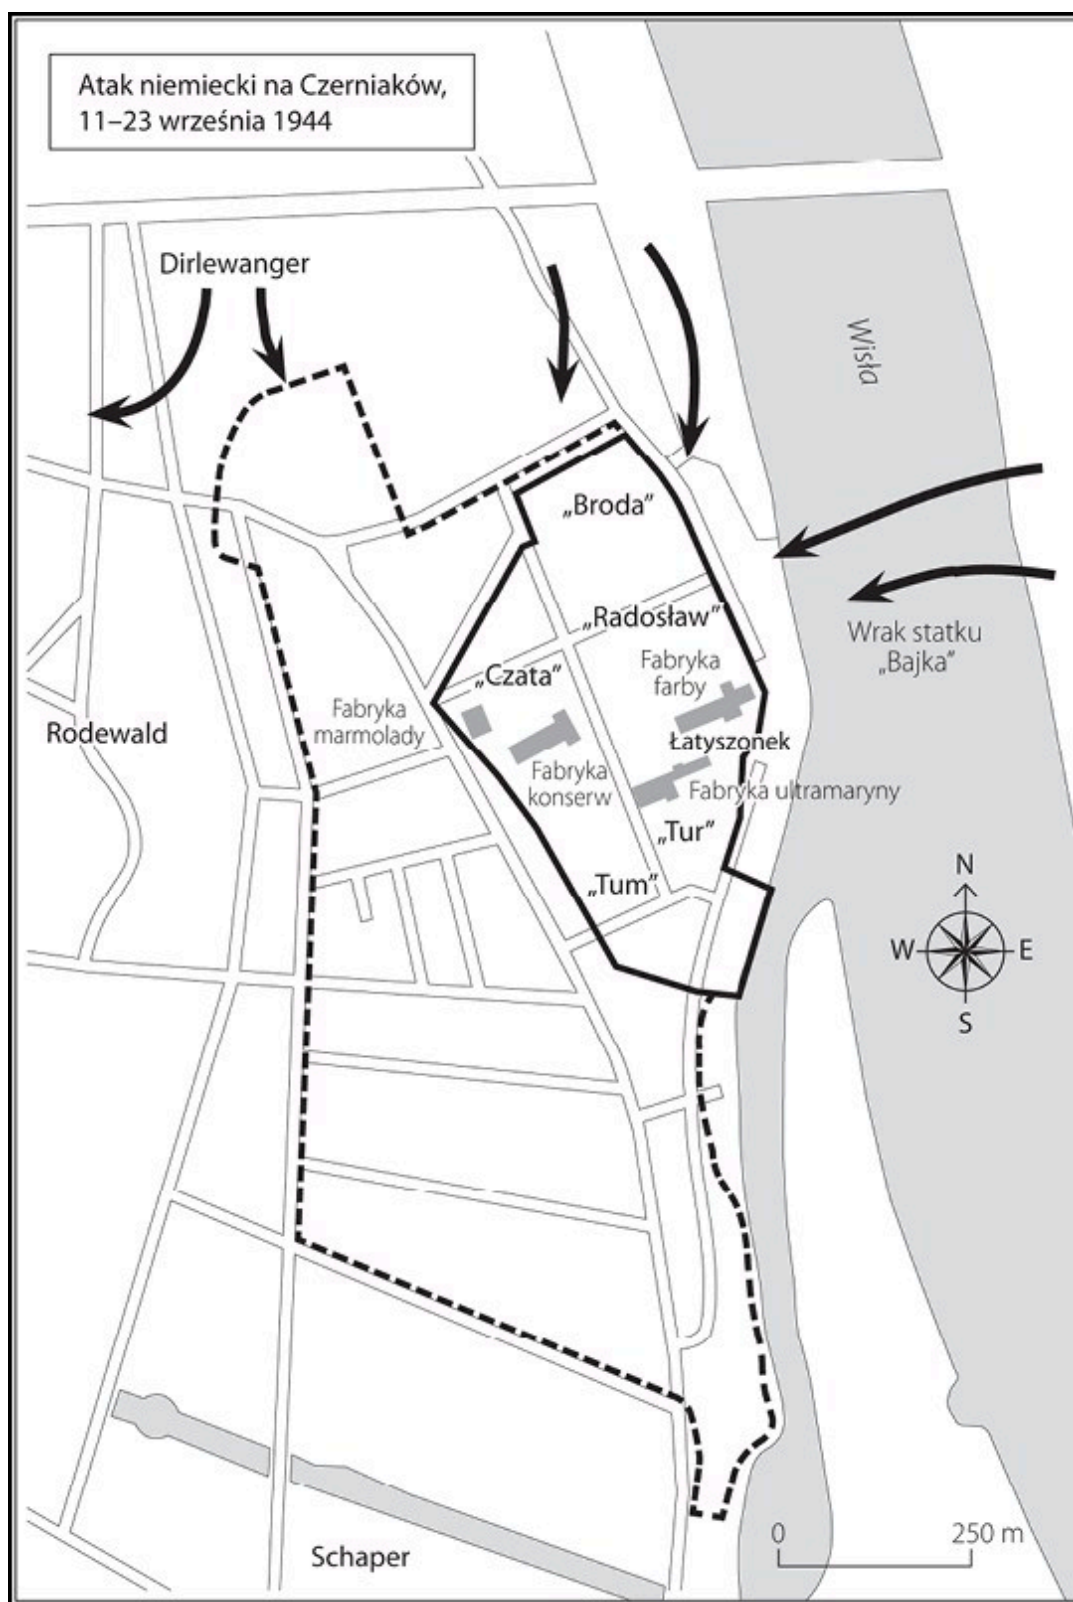 Atak niemiecki na Czerniaków,
11–23 września 1944
Dirlewanger
Wisła
„Broda”
„Radosław”
Wrak statku
„Bajka”
„Czata”
Fabryka
farby
Fabryka
marmolady
Rodewald
Łatyszonek
Fabryka
konserw
Fabryka ultramaryny
„Tur”
„Tum”
N
W
E
S
0
250 m
Schaper